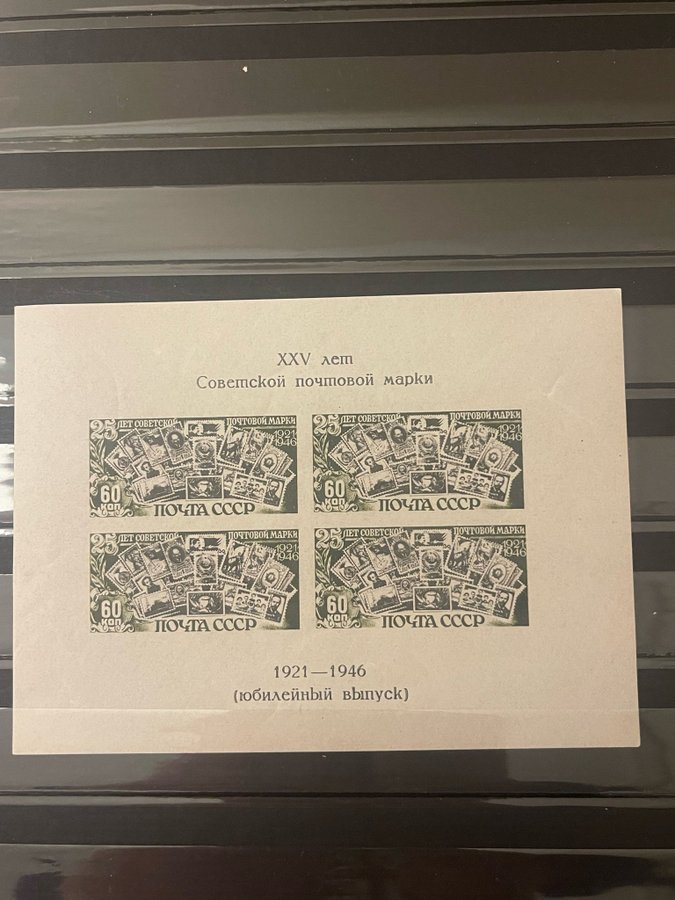 XXV лет
Советской почтовой марки
25 ЛЕТ СОВЕТСКОЙ ПОЧТОВОЙ МАРКИ
1921
1946
60
КОП
ПОЧТА СССР
25 ЛЕТ СОВЕТСКОЙ ПОЧТОВОЙ МАРКИ
1921
1946
60
КОП
ПОЧТА СССР
25 ЛЕТ СОВЕТСКОЙ ПОЧТОВОЙ МАРКИ
1921
1946
60
КОП
ПОЧТА СССР
25 ЛЕТ СОВЕТСКОЙ ПОЧТОВОЙ МАРКИ
1921
1946
60
КОП
ПОЧТА СССР
1921—1946
(юбилейный выпуск)